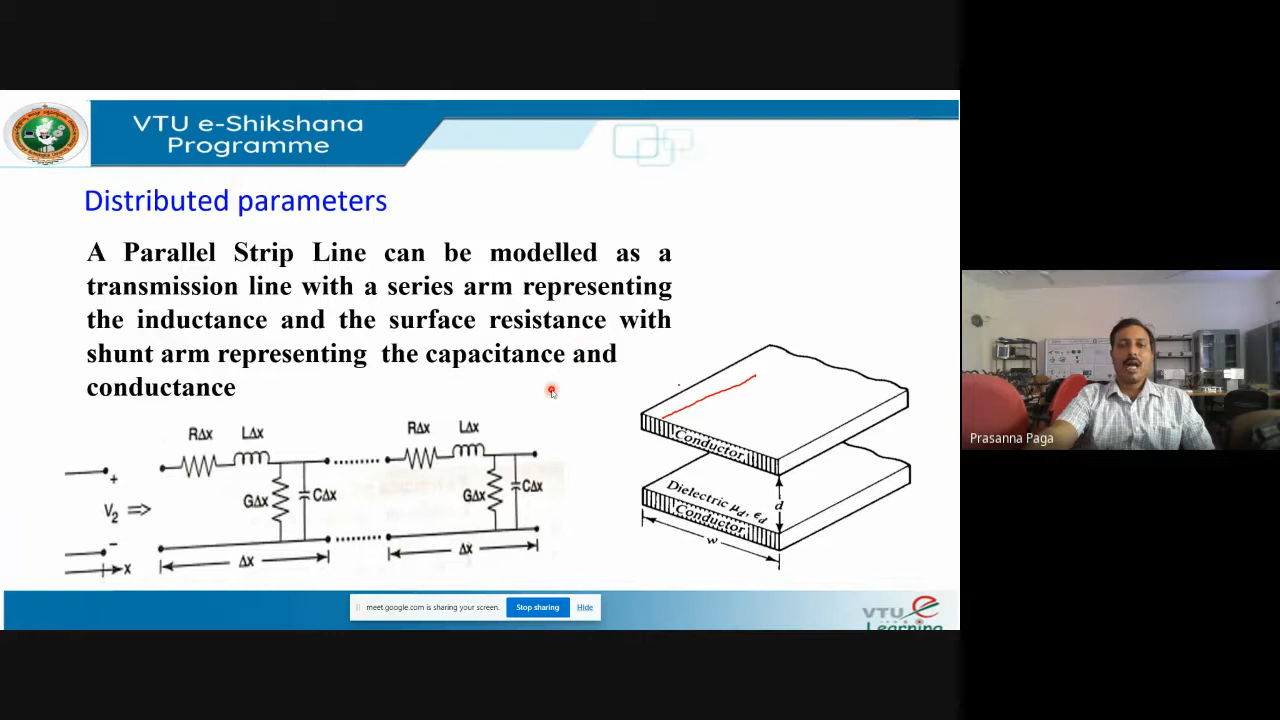 VTU e-Shikshana
Programme
Distributed parameters
A Parallel Strip Line can be modelled as a
transmission line with a series arm representing
the inductance and the surface resistance with
shunt arm representing the capacitance and
conductance
RΔx LΔx
GΔx CΔx
V₂ ⇒
+
−
x
Δx
RΔx LΔx
GΔx CΔx
Δx
Conductor
Dielectric μd, ϵd
Conductor
d
w
meet.google.com is sharing your screen.
Stop sharing
Hide
VTU e
Learning
Prasanna Paga